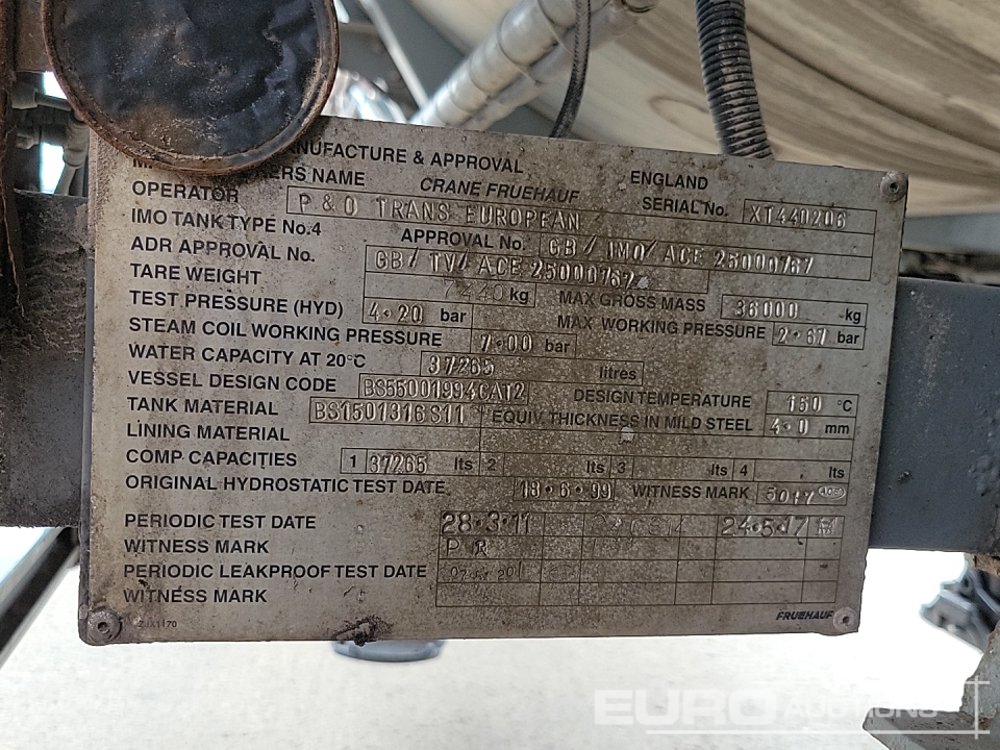 NUFACTURE & APPROVAL
ERS NAME CRANE FRUEHAUF ENGLAND
OPERATOR P & O TRANS EUROPEAN SERIAL No. XT440206
IMO TANK TYPE No.4 APPROVAL No. GB/ IMO/ ACE 25000767
ADR APPROVAL No. GB/ TV/ ACE 25000767
TARE WEIGHT 7440 kg MAX GROSS MASS 36000 kg
TEST PRESSURE (HYD) 4·20 bar MAX WORKING PRESSURE 2·67 bar
STEAM COIL WORKING PRESSURE 7·00 bar
WATER CAPACITY AT 20°C 37265 litres
VESSEL DESIGN CODE BS55001994CAT2 DESIGN TEMPERATURE 150 °C
TANK MATERIAL BS1501316S11 EQUIV. THICKNESS IN MILD STEEL 4·0 mm
LINING MATERIAL
COMP CAPACITIES 1 37265 lts 2 lts 3 lts 4 lts
ORIGINAL HYDROSTATIC TEST DATE 18·6·99 WITNESS MARK
PERIODIC TEST DATE 28·3·11 24·5·17
WITNESS MARK P R
PERIODIC LEAKPROOF TEST DATE
WITNESS MARK
FRUEHAUF
EURO AUCTIONS